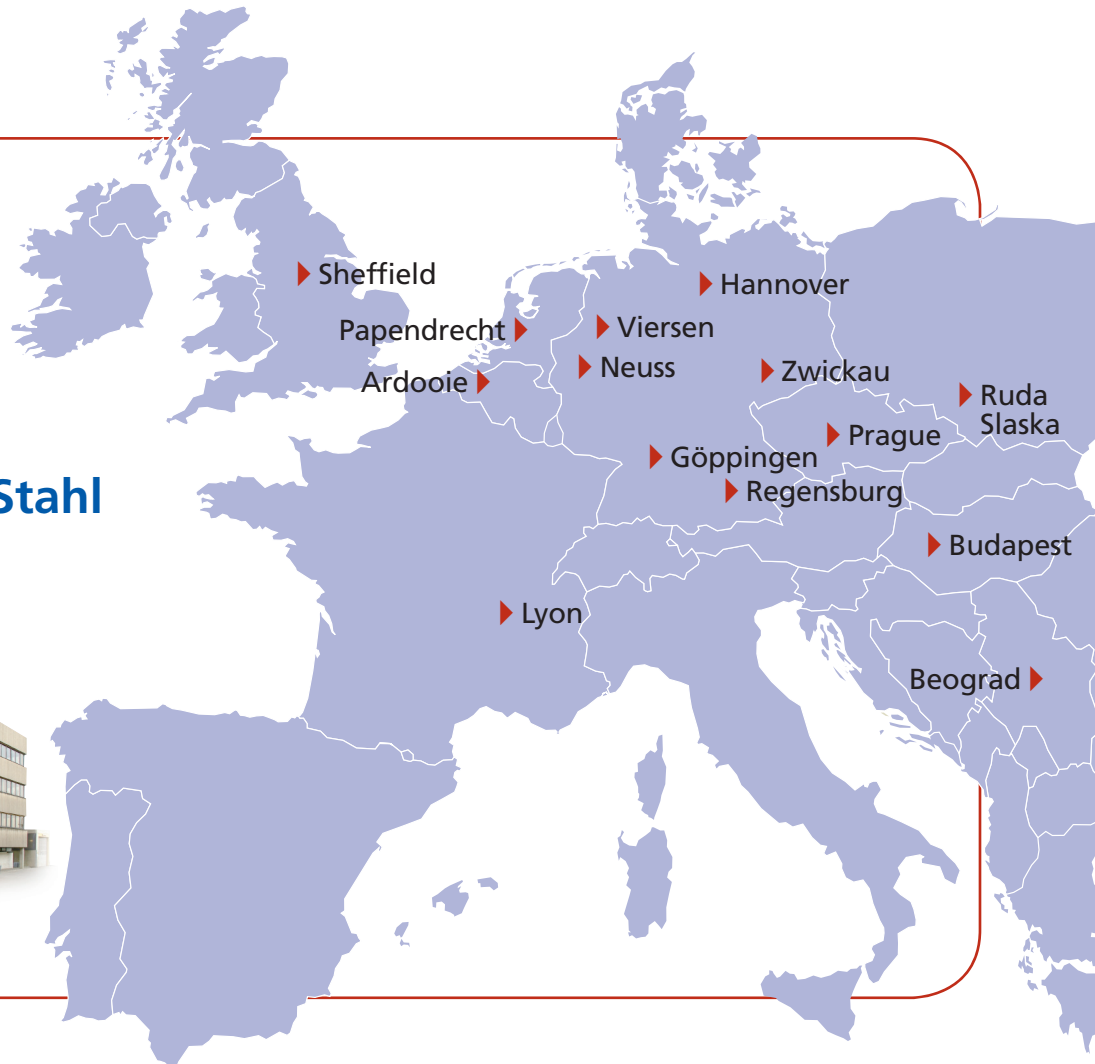 Sheffield
Hannover
Papendrecht
Viersen
Neuss
Zwickau
Ardooie
Ruda
Slaska
Prague
Göppingen
Stahl
Regensburg
Budapest
Lyon
Beograd